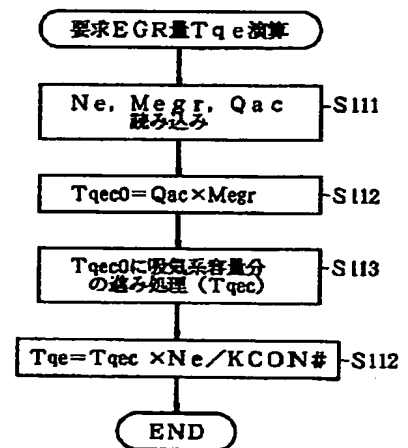 要求EGR量Tqe演算
Ne, Megr, Qac
読み込み
S111
Tqec0=Qac×Megr
S112
Tqec0に吸気系容量分
の進み処理(Tqec)
S113
Tqe=Tqec×Ne/KCON#
S112
END